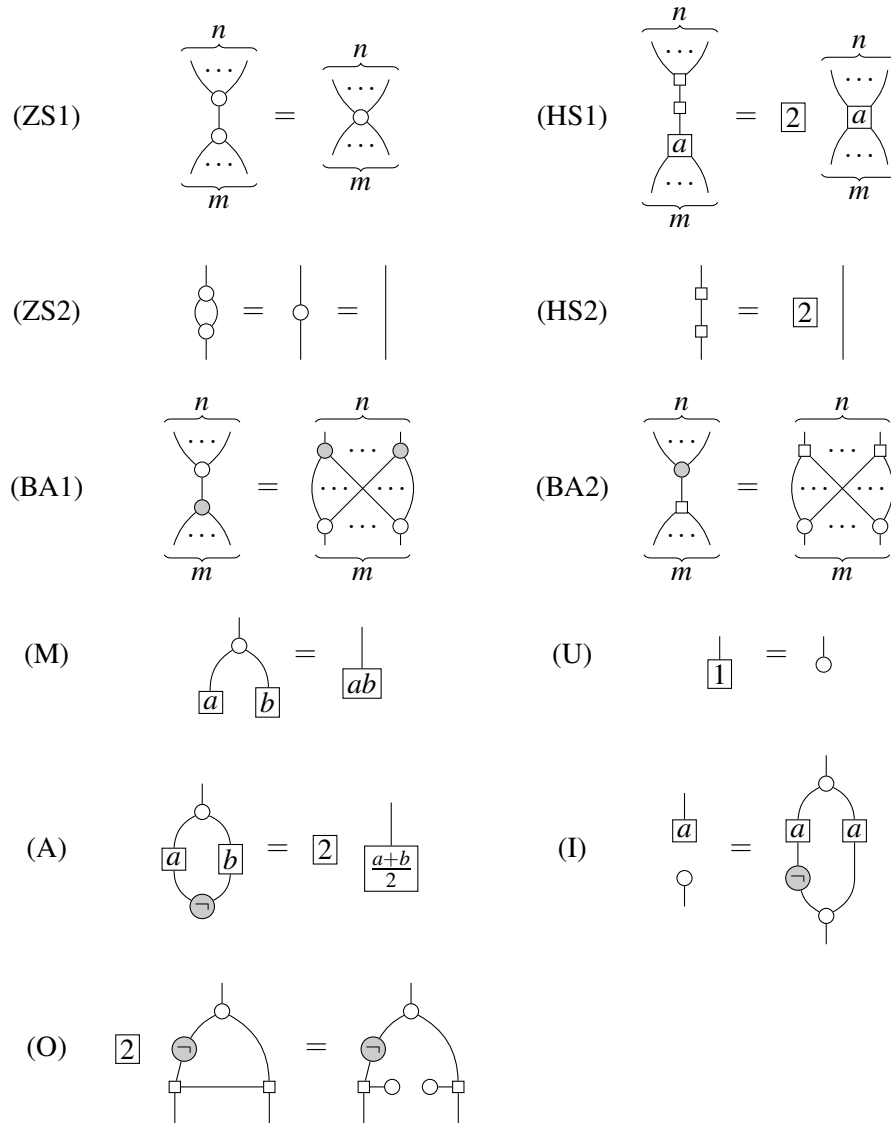 n n
(ZS1) ... = ... (HS1) ... a = 2 ... a
... ... ... ...
m m m m
(ZS2) = = (HS2) = 2
n n n n
(BA1) ... = ... (BA2) ... = ...
... ... ... ... ... ...
... ...
m m m m
(M) a b = ab (U) 1 =
(A) a b ¬ = 2 a+b/2 (I) a = a a ¬
(O) 2 ¬ = ¬